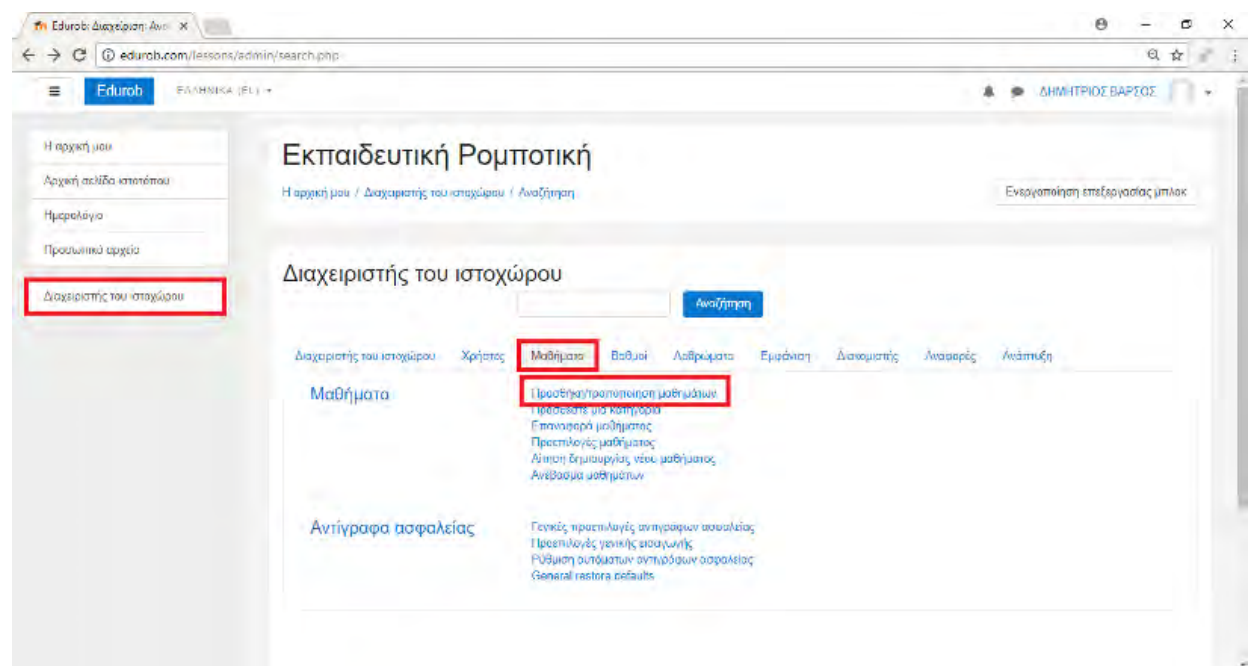 Edurob: Διαχείριση: Ανα
edurob.com/lessons/admin/search.php
Edurob ΕΛΛΗΝΙΚΆ (EL)
ΔΗΜΗΤΡΙΟΣ ΒΑΡΣΟΣ
Η αρχική μου
Αρχική σελίδα ιστοτόπου
Ημερολόγιο
Προσωπικά αρχεία
Διαχειριστής του ιστοχώρου
Εκπαιδευτική Ρομποτική
Η αρχική μου / Διαχειριστής του ιστοχώρου / Αναζήτηση
Ενεργοποίηση επεξεργασίας μπλοκ
Διαχειριστής του ιστοχώρου
Αναζήτηση
Διαχειριστής του ιστοχώρου Χρήστες Μαθήματα Βαθμοί Λαθρώματα Εμφάνιση Διακομιστής Αναφορές Ανάπτυξη
Μαθήματα
Προσθήκη/τροποποίηση μαθημάτων
Προσθέστε μια κατηγορία
Επαναφορά μαθήματος
Προεπιλογές μαθήματος
Αίτηση δημιουργίας νέου μαθήματος
Ανέβασμα μαθημάτων
Αντίγραφα ασφαλείας
Γενικές προεπιλογές αντιγράφων ασφαλείας
Προεπιλογές γενικής εισαγωγής
Ρύθμιση αυτόματων αντιγράφων ασφαλείας
General restore defaults